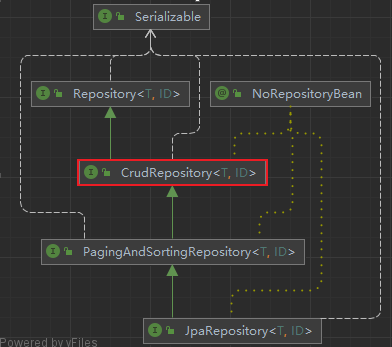 I Serializable
I Repository<T, ID>
@ NoRepositoryBean
I CrudRepository<T, ID>
I PagingAndSortingRepository<T, ID>
I JpaRepository<T, ID>
Powered by yFiles